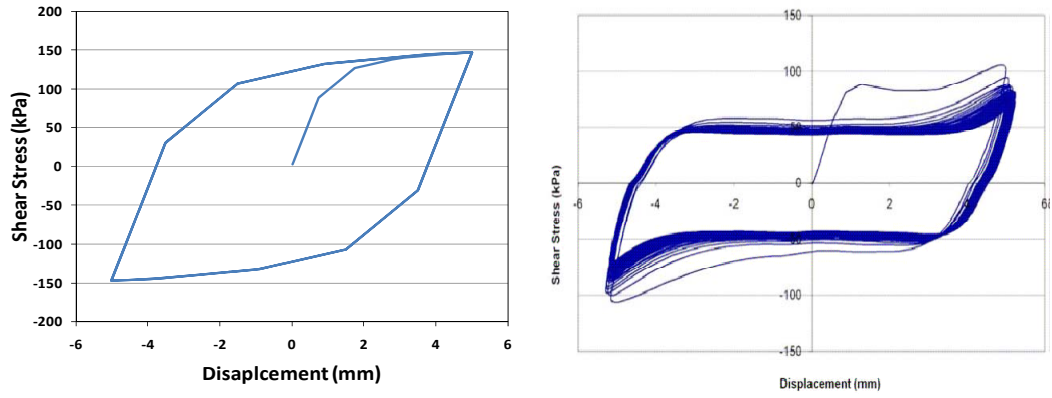 200
150
100
50
0
-50
-100
-150
-200
-6 -4 -2 0 2 4 6
Shear Stress (kPa)
Disaplcement (mm)
150
100
50
0
-50
-100
-150
-6 -4 -2 0 2 4 68
Shear Stress (kPa)
Displacement (mm)